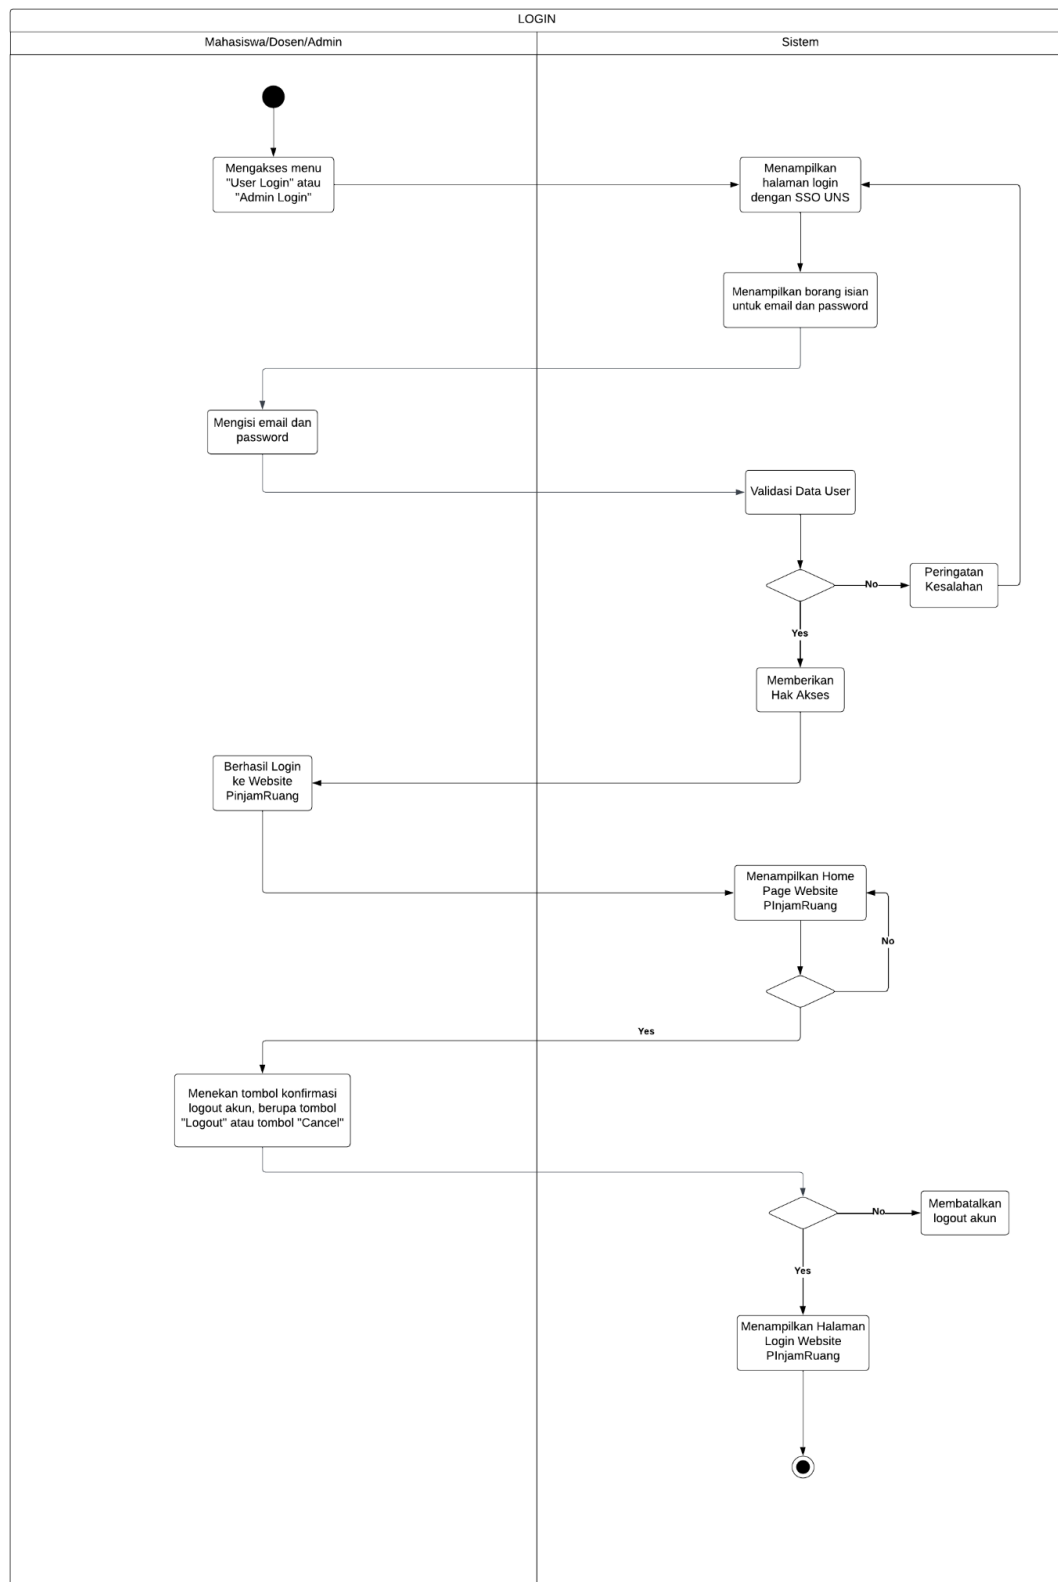 LOGIN
Mahasiswa/Dosen/Admin
Sistem
Mengakses menu
"User Login" atau
"Admin Login"
Menampilkan
halaman login
dengan SSO UNS
Menampilkan borang isian
untuk email dan password
Mengisi email dan
password
Validasi Data User
No
Peringatan
Kesalahan
Yes
Memberikan
Hak Akses
Berhasil Login
ke Website
PinjamRuang
Menampilkan Home
Page Website
PInjamRuang
No
Yes
Menekan tombol konfirmasi
logout akun, berupa tombol
"Logout" atau tombol "Cancel"
No
Membatalkan
logout akun
Yes
Menampilkan Halaman
Login Website
PInjamRuang